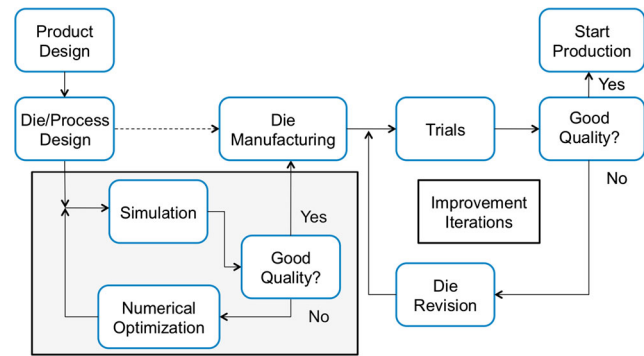 Product
Design
Start
Production
Yes
Die/Process
Design
Die
Manufacturing
Trials
Good
Quality?
No
Simulation
Yes
Improvement
Iterations
Good
Quality?
No
Numerical
Optimization
Die
Revision